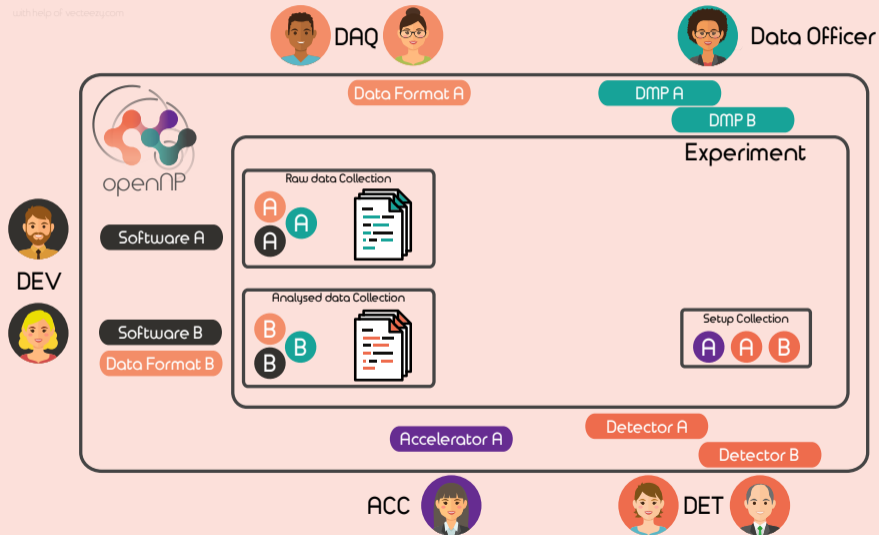 with help of vecteezy.com
DAQ
Data Officer
Data Format A
DMP A
DMP B
openNP
Experiment
Raw data Collection
A
A
A
Software A
DEV
Analysed data Collection
B
B
B
Software B
Data Format B
Setup Collection
A A B
Accelerator A
Detector A
Detector B
ACC
DET